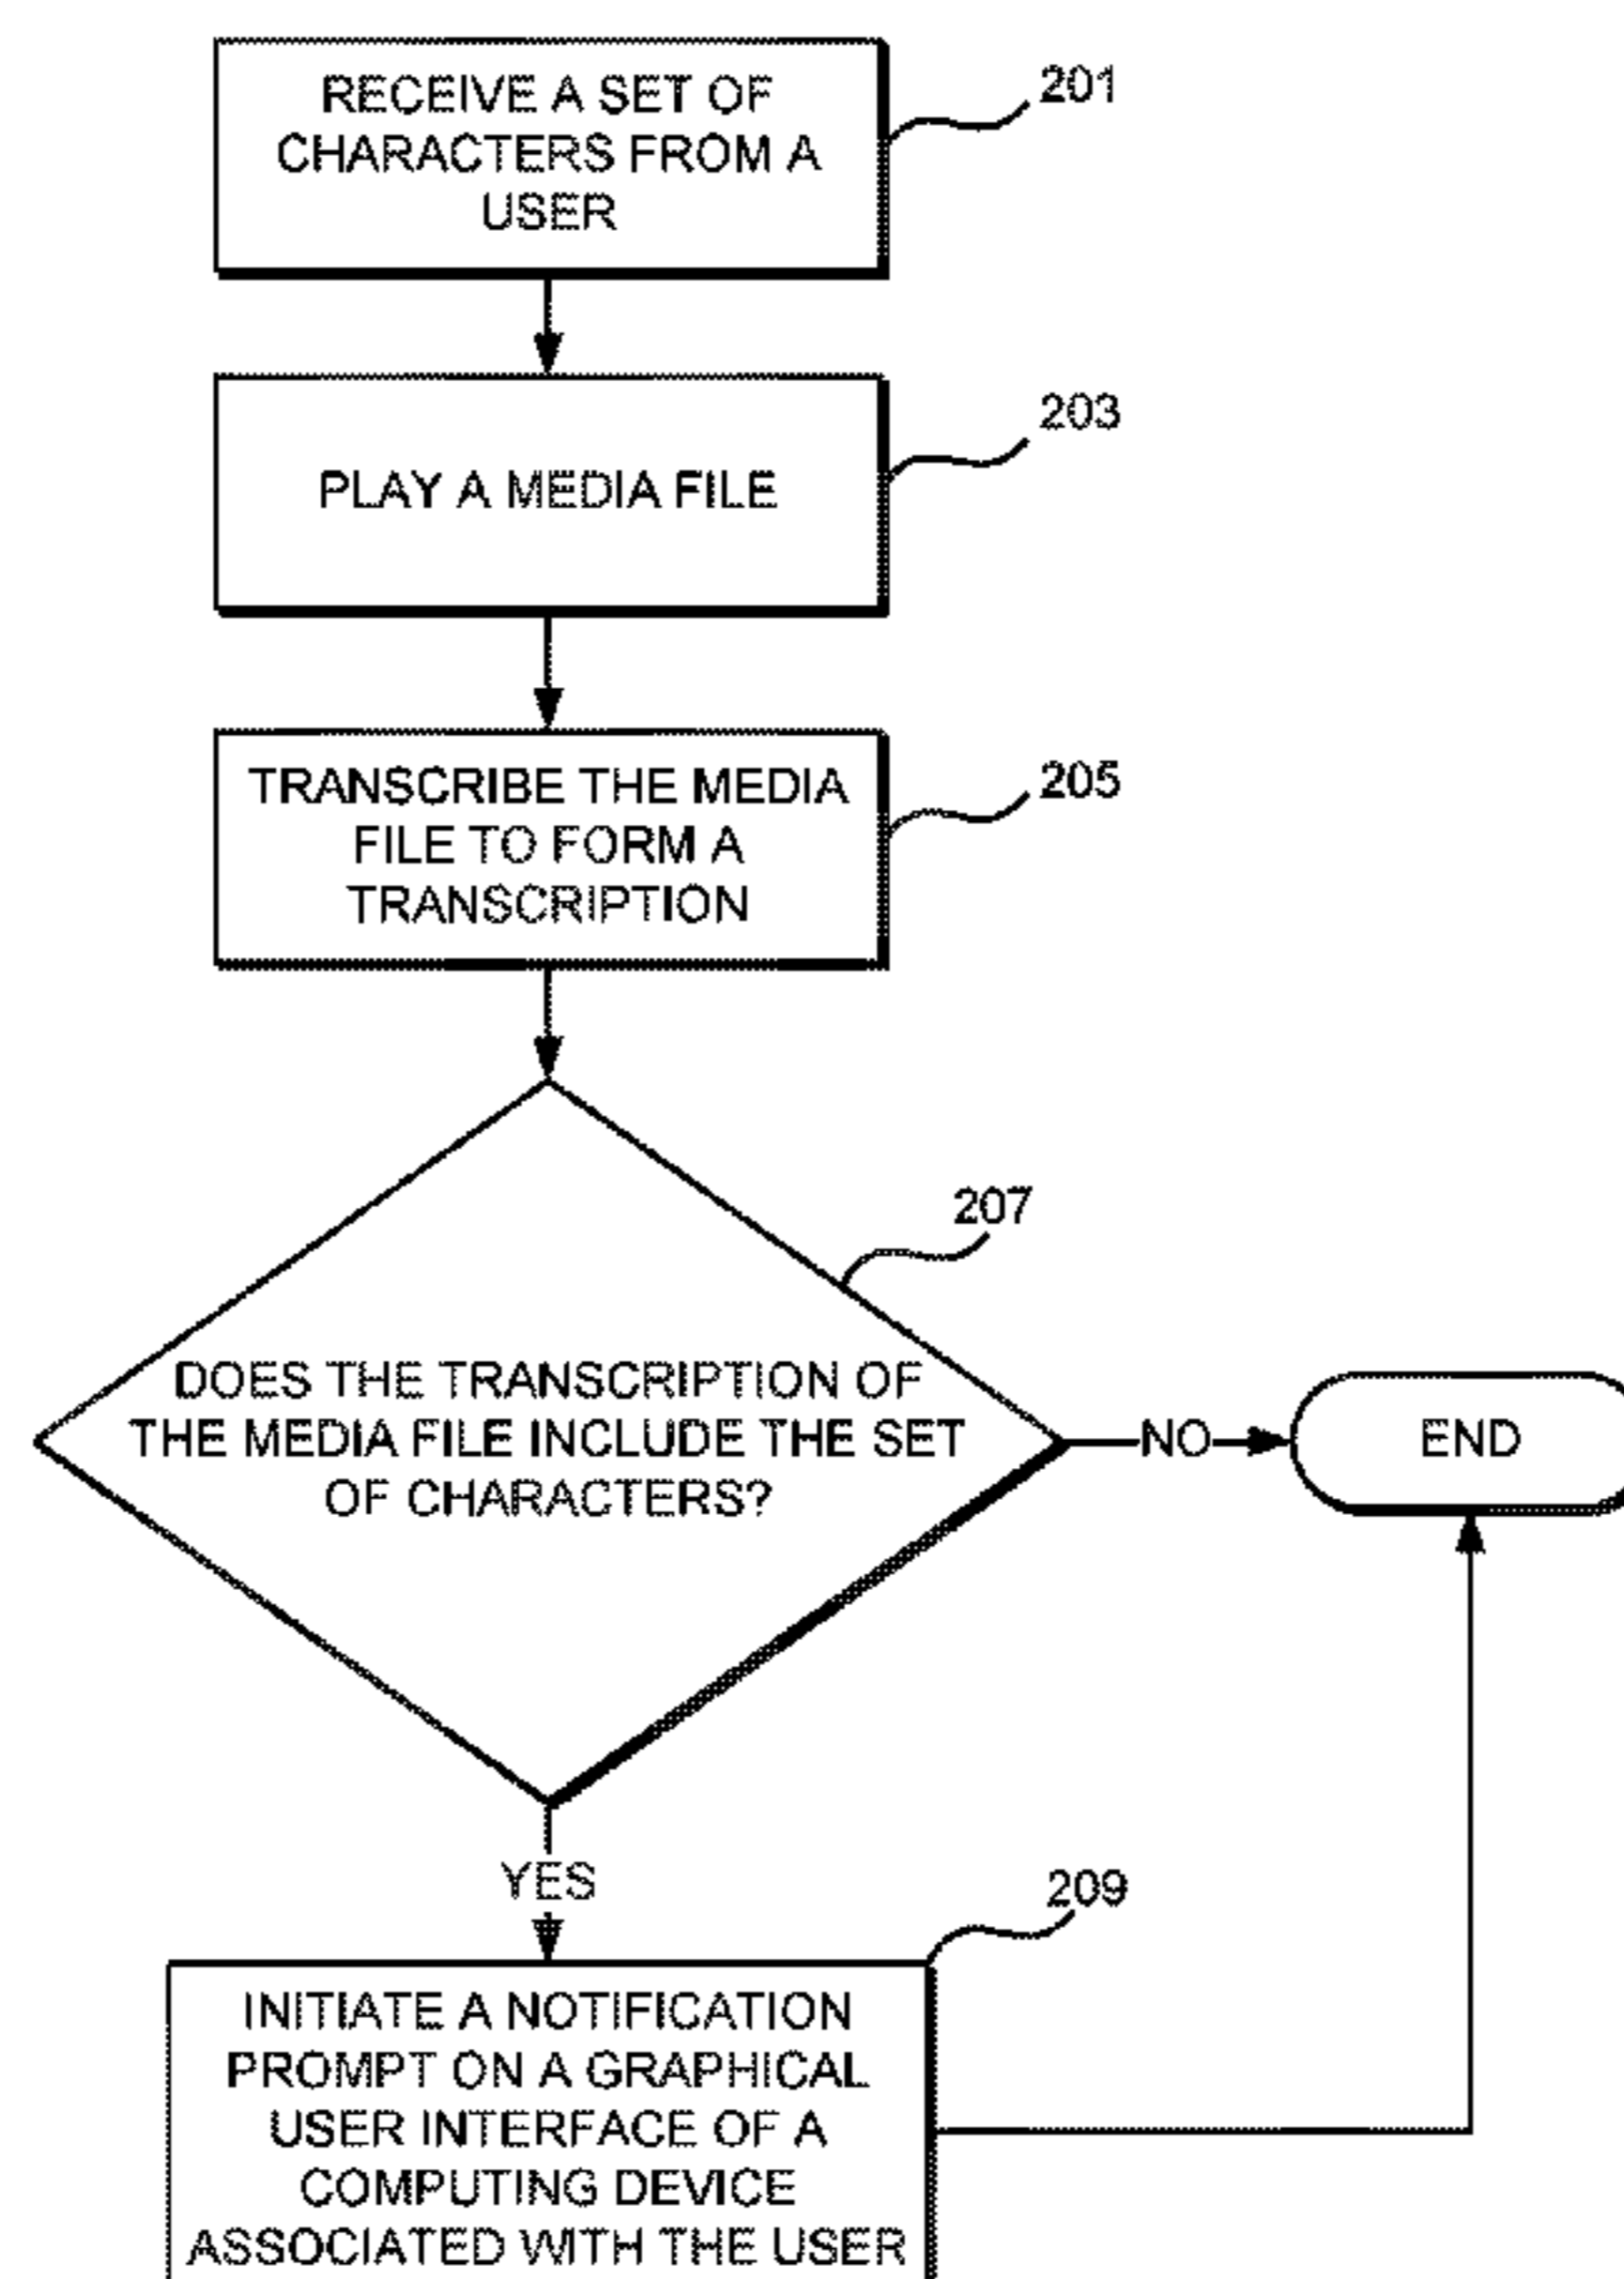 RECEIVE A SET OF
CHARACTERS FROM A
USER
201
PLAY A MEDIA FILE
203
TRANSCRIBE THE MEDIA
FILE TO FORM A
TRANSCRIPTION
205
207
DOES THE TRANSCRIPTION OF
THE MEDIA FILE INCLUDE THE SET
OF CHARACTERS?
NO
END
YES
209
INITIATE A NOTIFICATION
PROMPT ON A GRAPHICAL
USER INTERFACE OF A
COMPUTING DEVICE
ASSOCIATED WITH THE USER